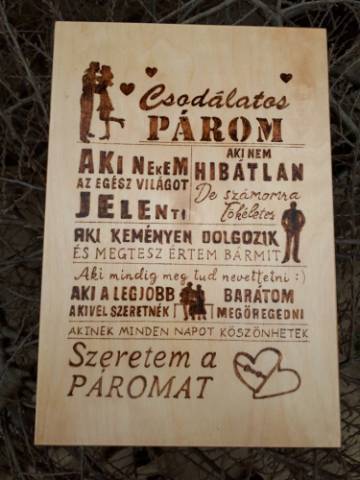 Csodálatos
PÁROM
AKI NEKEM
AZ EGÉSZ VILÁGOT
JELENTI
AKI NEM
HIBÁTLAN
De számomra
Tökéletes
AKI KEMÉNYEN DOLGOZIK
ÉS MEGTESZ ÉRTEM BÁRMIT
Aki mindig meg tud nevettetni :)
AKI A LEGJOBB BARÁTOM
AKIVEL SZERETNÉK MEGÖREGEDNI
AKINEK MINDEN NAPOT KÖSZÖNHETEK
Szeretem a
PÁROMAT